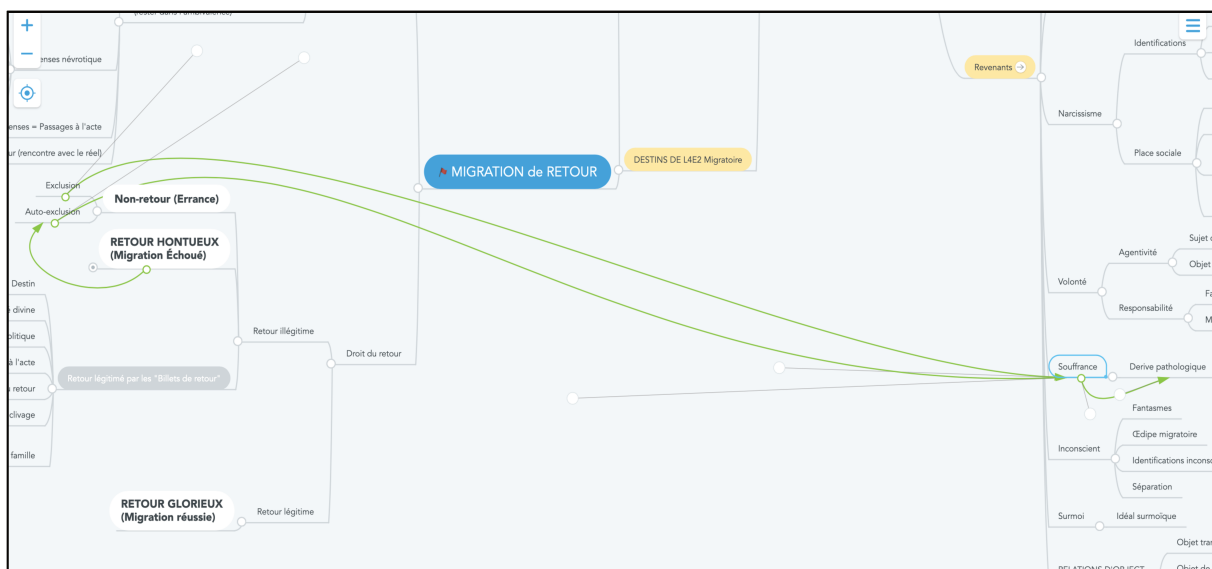 (rester dans l'ambivalence)
enses névrotique
enses = Passages à l'acte
ur (rencontre avec le réel)
Exclusion
Auto-exclusion
Non-retour (Errance)
RETOUR HONTUEUX
(Migration Échoué)
Destin
e divine
olitique
à l'acte
u retour
clivage
famille
Retour légitimé par les "Billets de retour"
Retour illégitime
Droit du retour
RETOUR GLORIEUX
(Migration réussie)
Retour légitime
MIGRATION de RETOUR
DESTINS DE L4E2 Migratoire
Revenants
Identifications
Narcissisme
Place sociale
Sujet
Agentivité
Objet
Volonté
Responsabilité
Fa
M
Souffrance
Derive pathologique
Fantasmes
Œdipe migratoire
Inconscient
Identifications inconsc
Séparation
Surmoi
Idéal surmoïque
Objet tran
RELATIONS D'OBJECT
Objet de